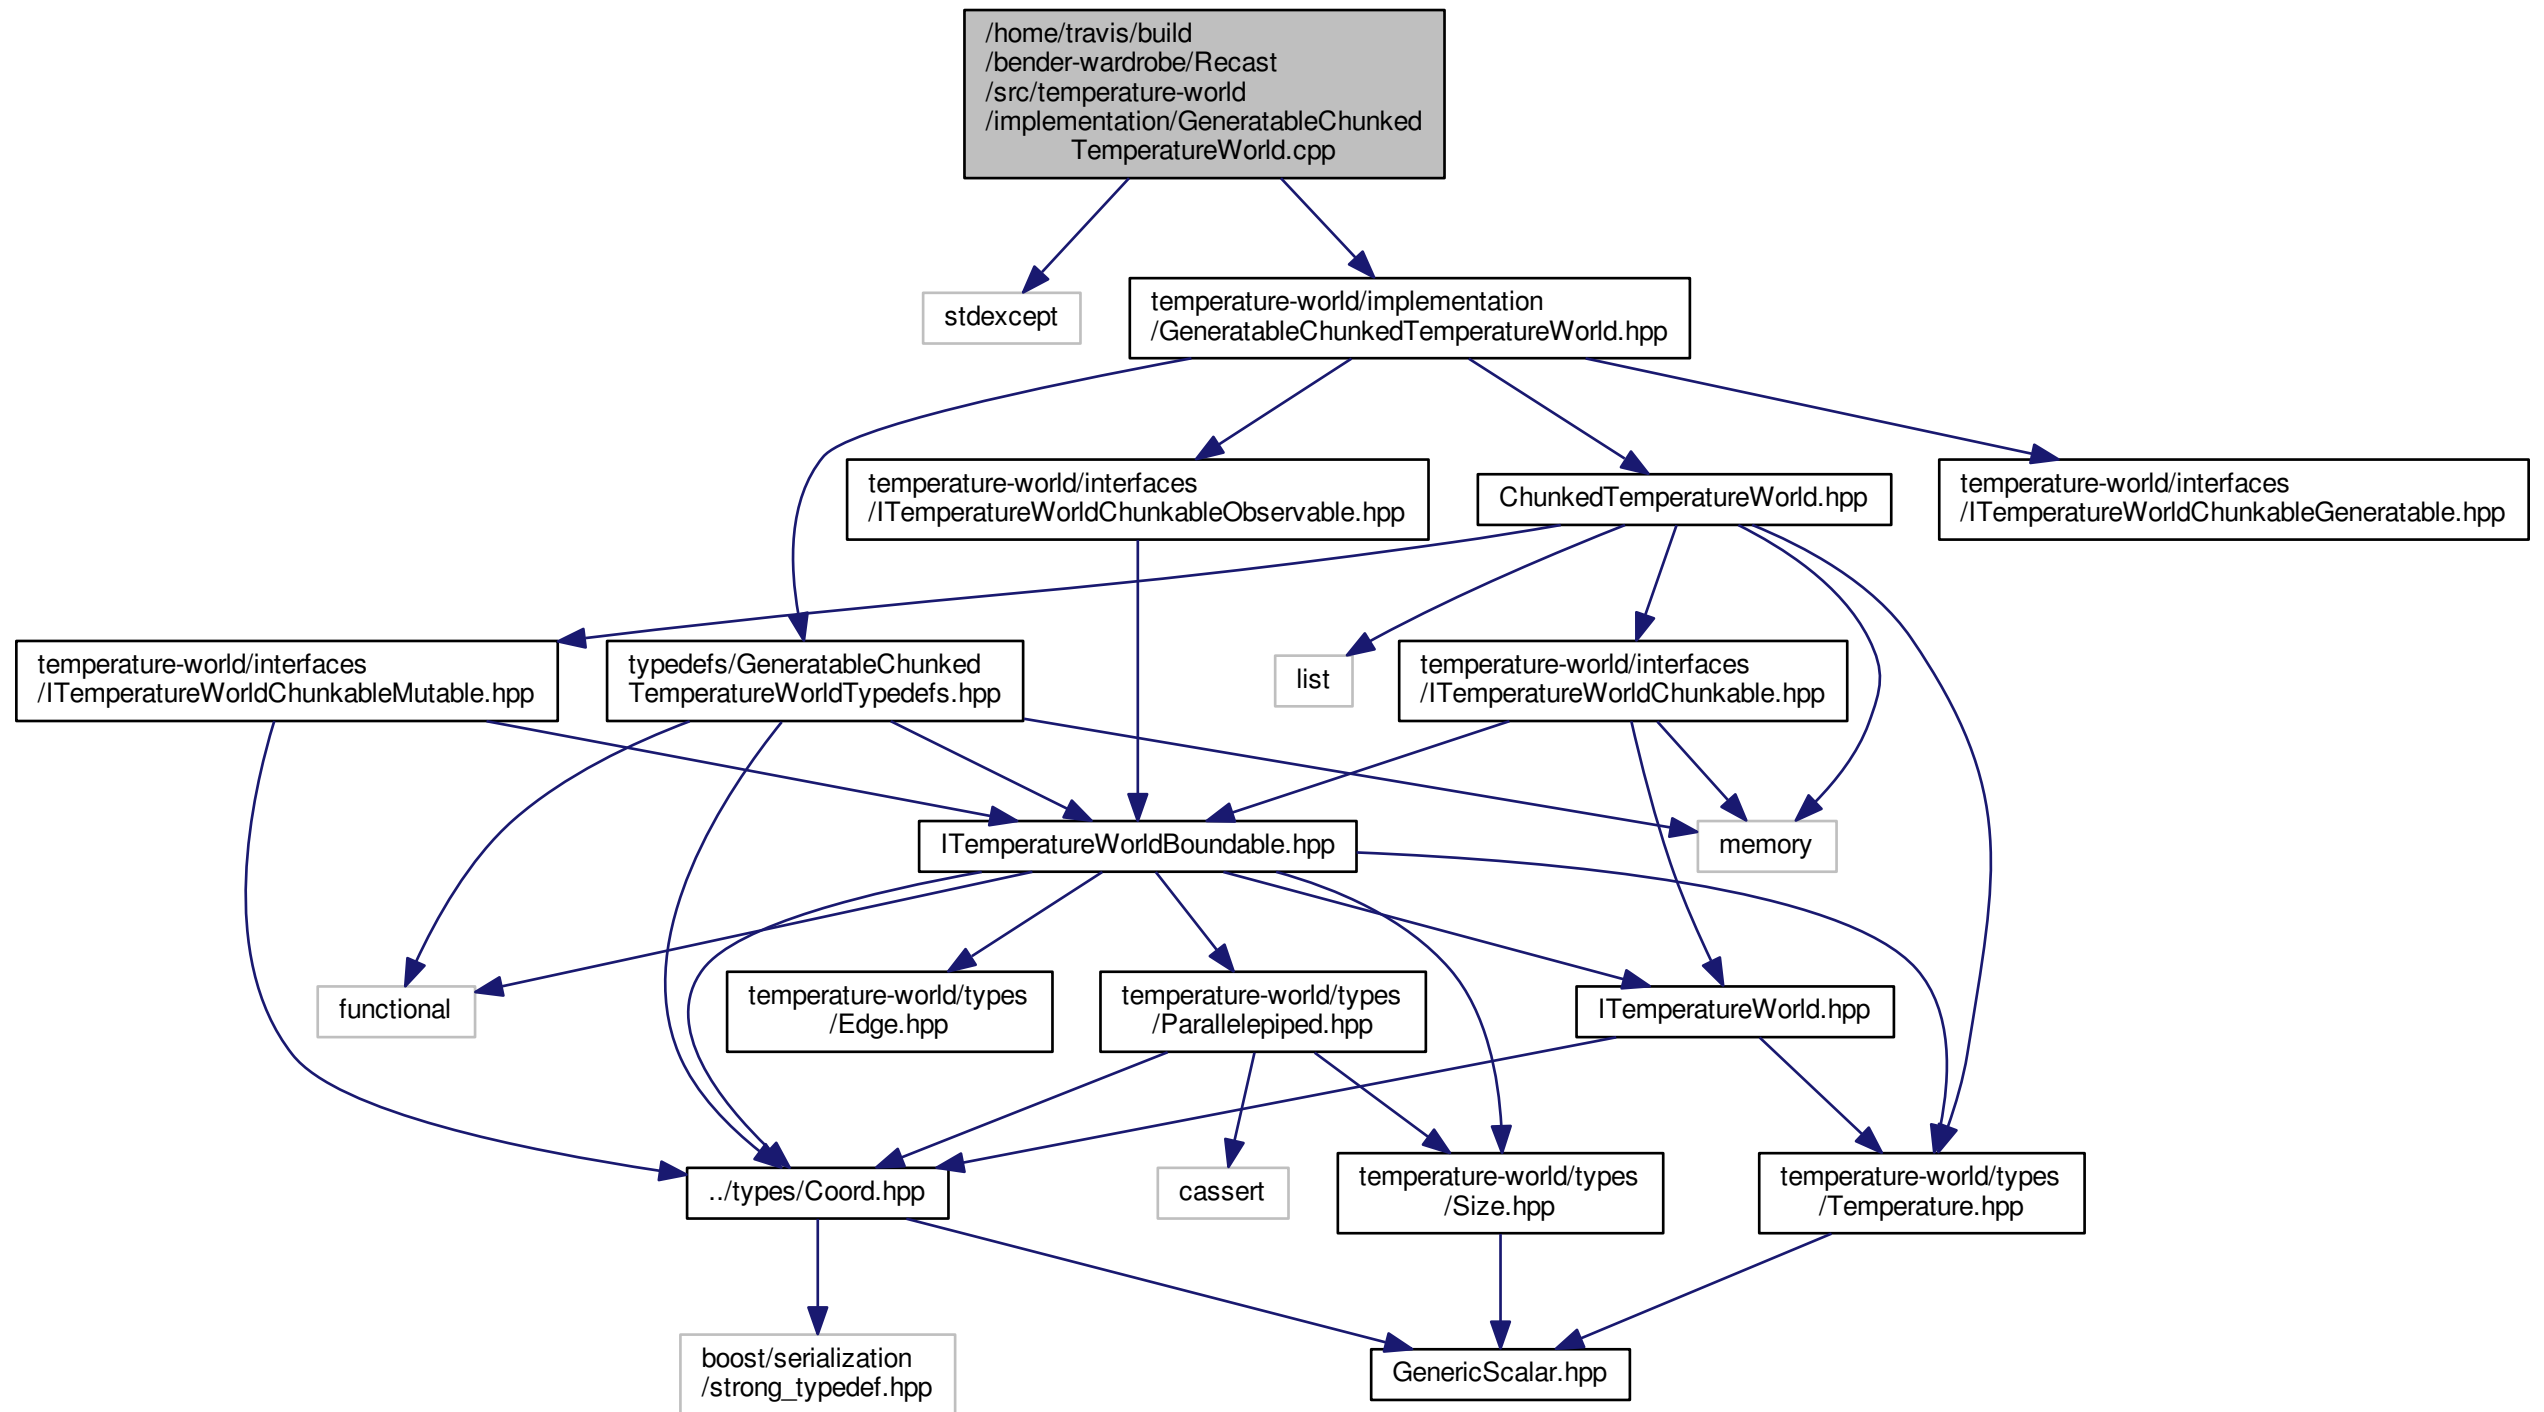 /home/travis/build
/bender-wardrobe/Recast
/src/temperature-world
/implementation/GeneratableChunked
TemperatureWorld.cpp
stdexcept
temperature-world/implementation
/GeneratableChunkedTemperatureWorld.hpp
temperature-world/interfaces
/ITemperatureWorldChunkableObservable.hpp
ChunkedTemperatureWorld.hpp
temperature-world/interfaces
/ITemperatureWorldChunkableGeneratable.hpp
temperature-world/interfaces
/ITemperatureWorldChunkableMutable.hpp
typedefs/GeneratableChunked
TemperatureWorldTypedefs.hpp
list
temperature-world/interfaces
/ITemperatureWorldChunkable.hpp
ITemperatureWorldBoundable.hpp
memory
functional
temperature-world/types
/Edge.hpp
temperature-world/types
/Parallelepiped.hpp
ITemperatureWorld.hpp
../types/Coord.hpp
cassert
temperature-world/types
/Size.hpp
temperature-world/types
/Temperature.hpp
boost/serialization
/strong_typedef.hpp
GenericScalar.hpp